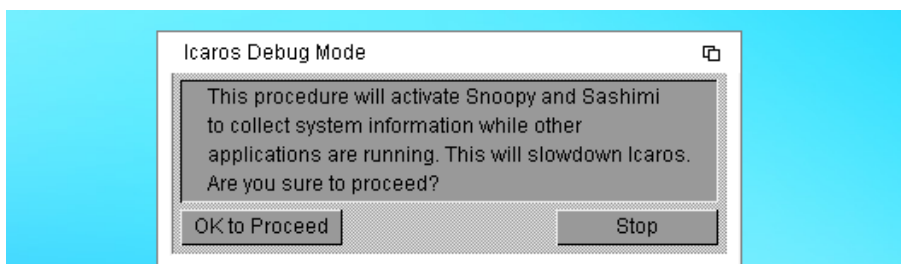 Icaros Debug Mode
This procedure will activate Snoopy and Sashimi
to collect system information while other
applications are running. This will slowdown Icaros.
Are you sure to proceed?
OK to Proceed
Stop